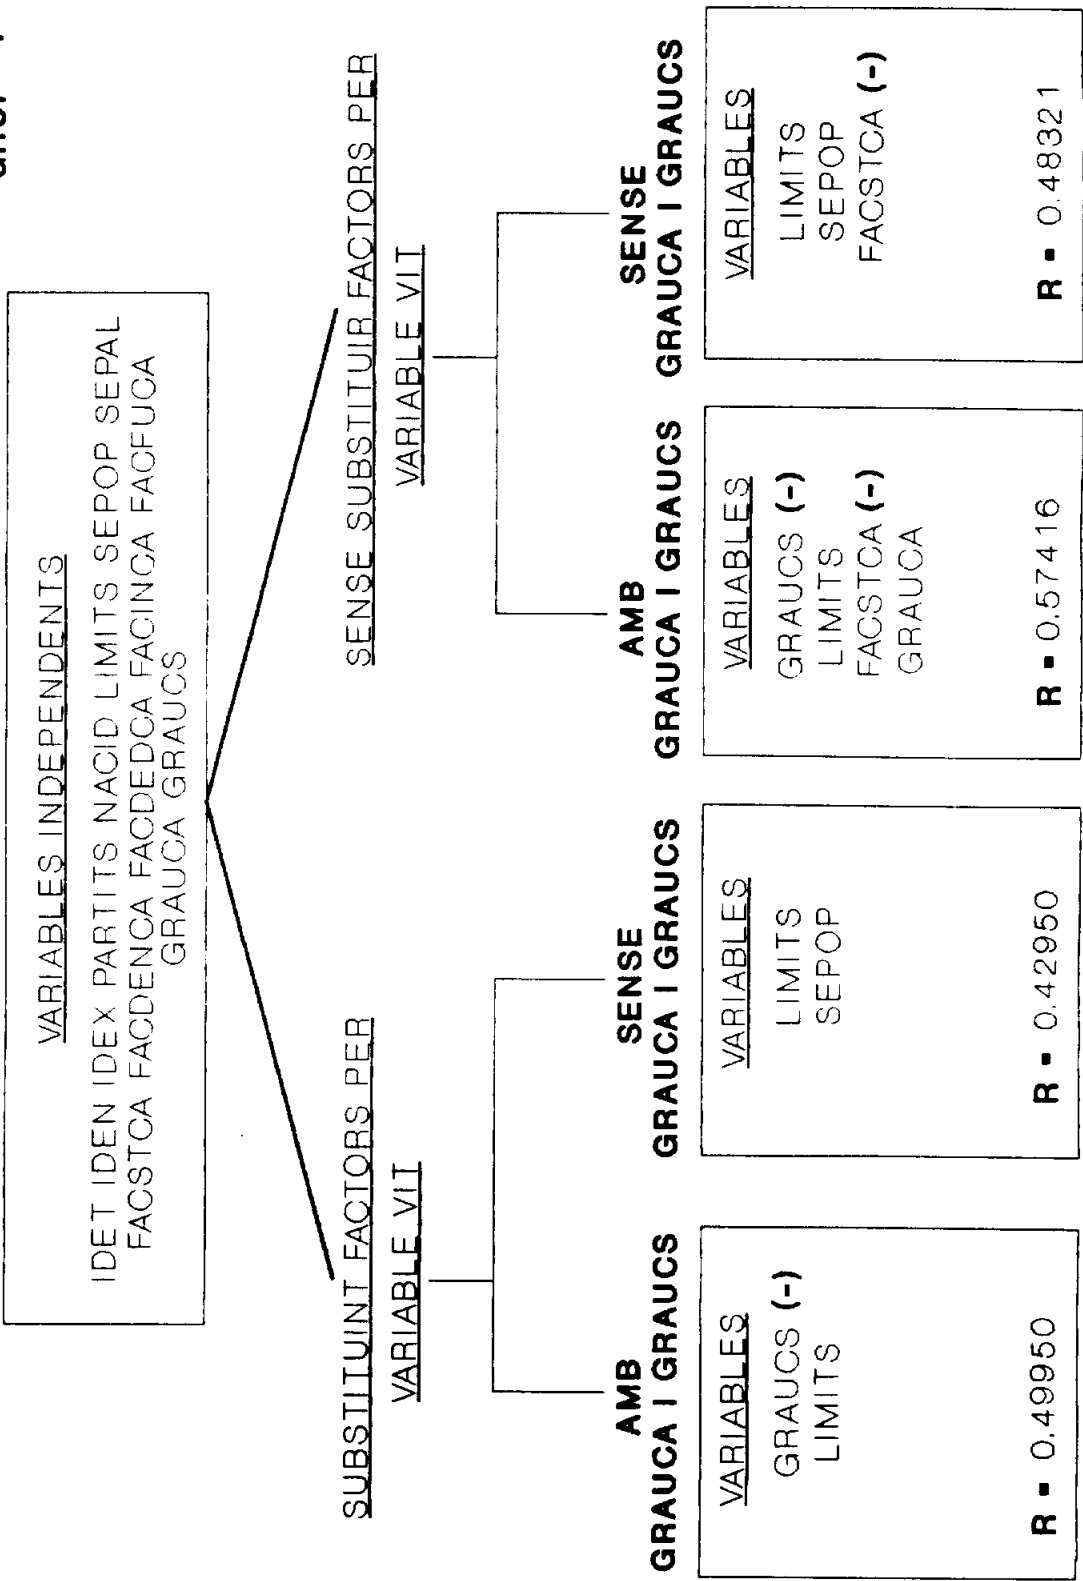 VARIABLES INDEPENDENTS
IDET IDEN IDEX PARTITS NACID LIMITS SEPOP SEPAL
FACSTCA FACDENCA FACDEDCA FACINCA FACFUCA
GRAUCA GRAUCS
SUBSTITUINT FACTORS PER
VARIABLE VIT
SENSE SUBSTITUIR FACTORS PER
VARIABLE VIT
AMB
GRAUCA I GRAUCS
VARIABLES
GRAUCS (-)
LIMITS
R = 0.49950
SENSE
GRAUCA I GRAUCS
VARIABLES
LIMITS
SEPOP
R = 0.42950
AMB
GRAUCA I GRAUCS
VARIABLES
GRAUCS (-)
LIMITS
FACSTCA (-)
GRAUCA
R = 0.57416
SENSE
GRAUCA I GRAUCS
VARIABLES
LIMITS
SEPOP
FACSTCA (-)
R = 0.48321